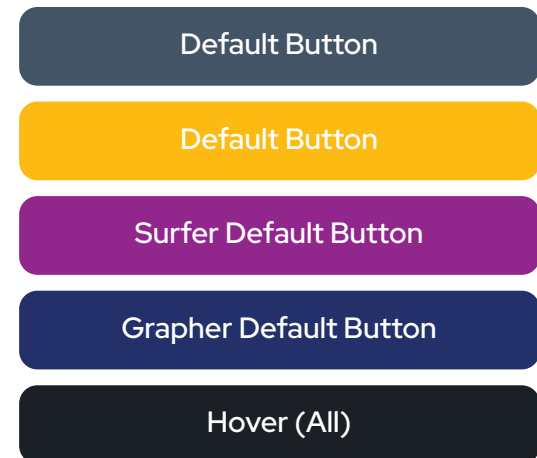 Default Button
Default Button
Surfer Default Button
Grapher Default Button
Hover (All)